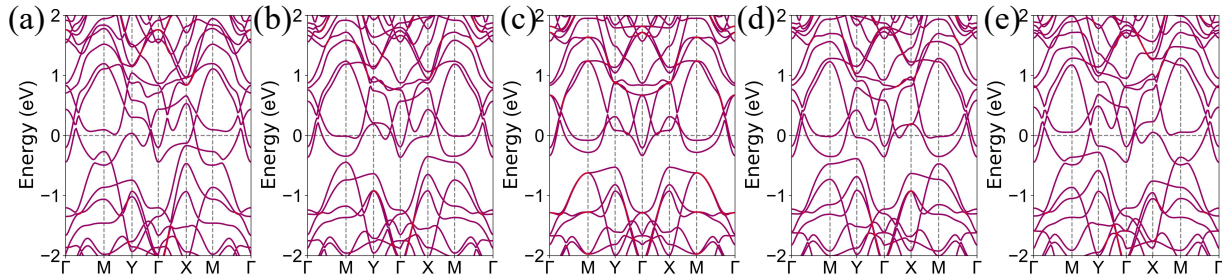 (a) (b) (c) (d) (e)
2 2 2 2 2
1 1 1 1 1
0 0 0 0 0
−1 −1 −1 −1 −1
−2 −2 −2 −2 −2
Energy (eV) Energy (eV) Energy (eV) Energy (eV) Energy (eV)
Γ M Y Γ X M Γ Γ M Y Γ X M Γ Γ M Y Γ X M Γ Γ M Y Γ X M Γ Γ M Y Γ X M Γ